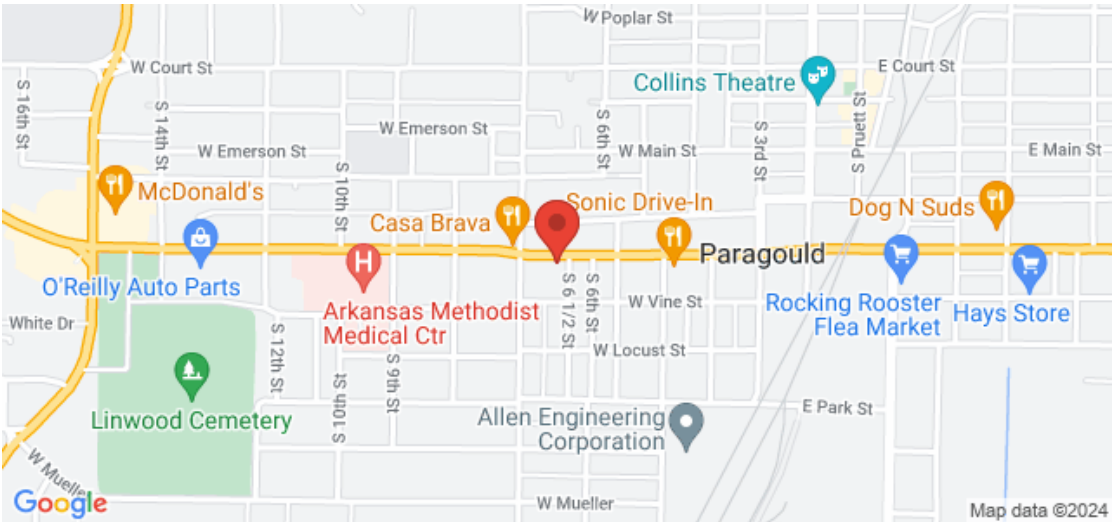 W Poplar St
W Court St
E Court St
Collins Theatre
S 16th St
S 14th St
W Emerson St
S 6th St
S Pruett St
W Emerson St
W Main St
S 3rd St
E Main St
S 10th St
McDonald's
Casa Brava
Sonic Drive-In
Dog N Suds
H
Paragould
O'Reilly Auto Parts
S 6 1/2 St
S 6th St
W Vine St
Rocking Rooster
Flea Market
Hays Store
Arkansas Methodist
Medical Ctr
White Dr
S 12th St
W Locust St
S 10th St
S 9th St
Linwood Cemetery
Allen Engineering
Corporation
E Park St
W Mueller
Google
W Mueller
Map data ©2024